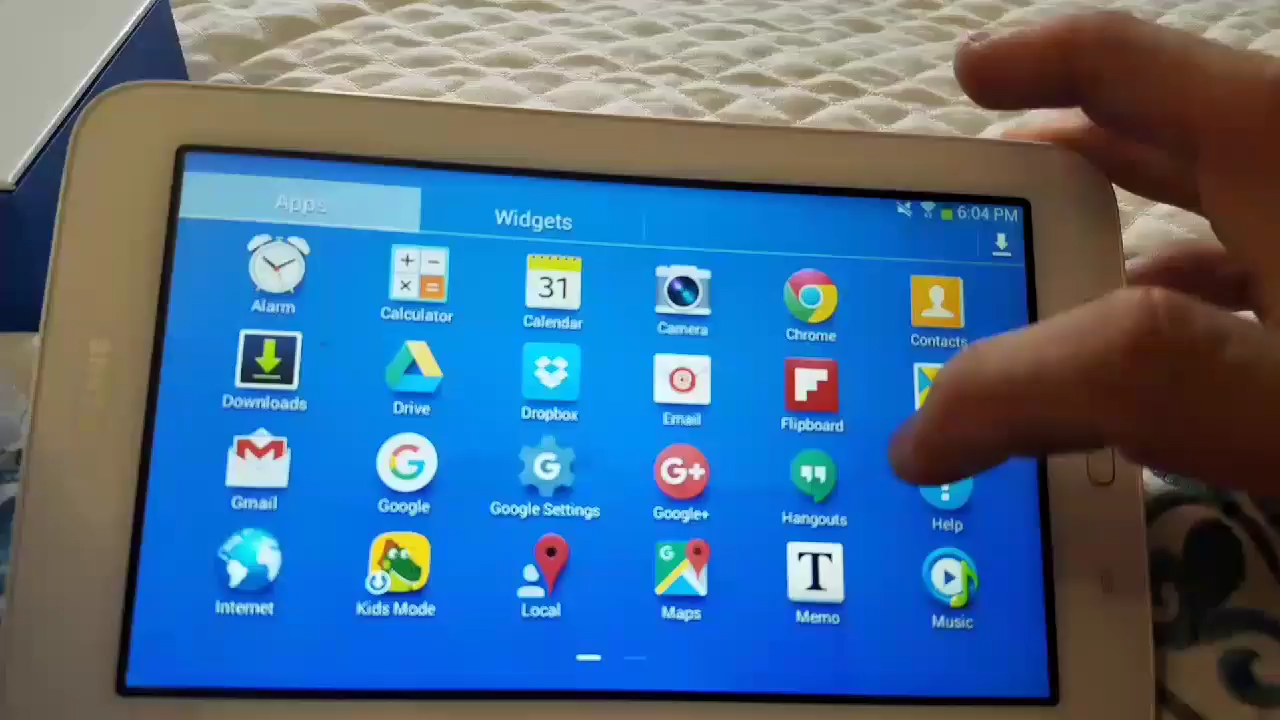 Apps
Widgets
6:04 PM
Alarm
Calculator
31
Calendar
Camera
Chrome
Contacts
Downloads
Drive
Dropbox
Email
Flipboard
Gmail
Google
G
Google Settings
G+
Google+
Hangouts
Help
Internet
Kids Mode
Local
Maps
T
Memo
Music